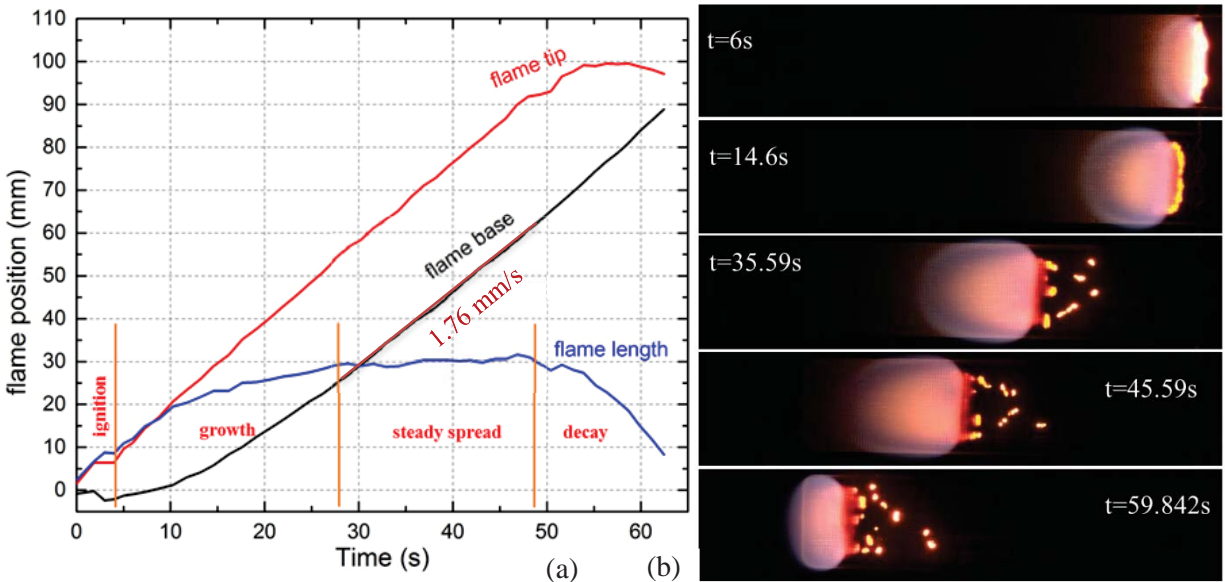 110
100
90
80
70
60
50
40
30
20
10
0
flame position (mm)
flame tip
flame base
1.76 mm/s
flame length
ignition
growth
steady spread
decay
0
10
20
30
40
50
60
Time (s)
(a)
(b)
t=6s
t=14.6s
t=35.59s
t=45.59s
t=59.842s